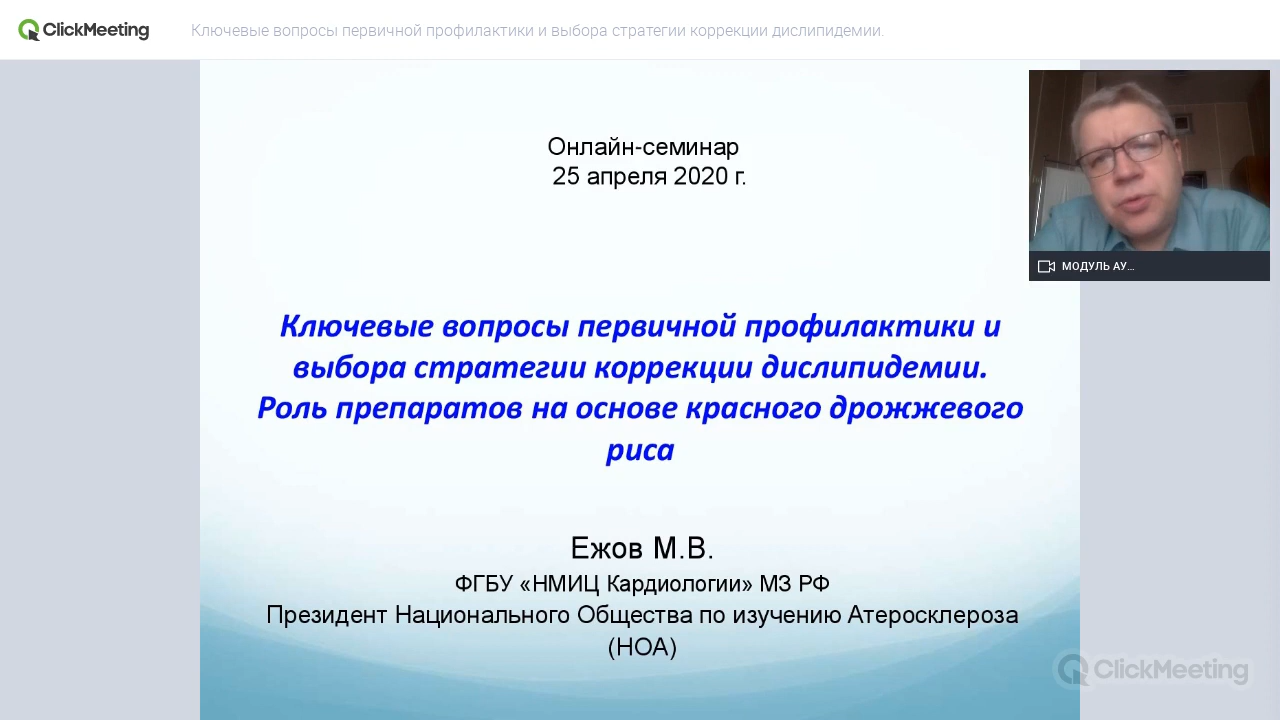 ClickMeeting
Ключевые вопросы первичной профилактики и выбора стратегии коррекции дислипидемии.
Онлайн-семинар
25 апреля 2020 г.
МОДУЛЬ АУ...
Ключевые вопросы первичной профилактики и
выбора стратегии коррекции дислипидемии.
Роль препаратов на основе красного дрожжевого
риса
Ежов М.В.
ФГБУ «НМИЦ Кардиологии» МЗ РФ
Президент Национального Общества по изучению Атеросклероза
(НОА)
ClickMeeting